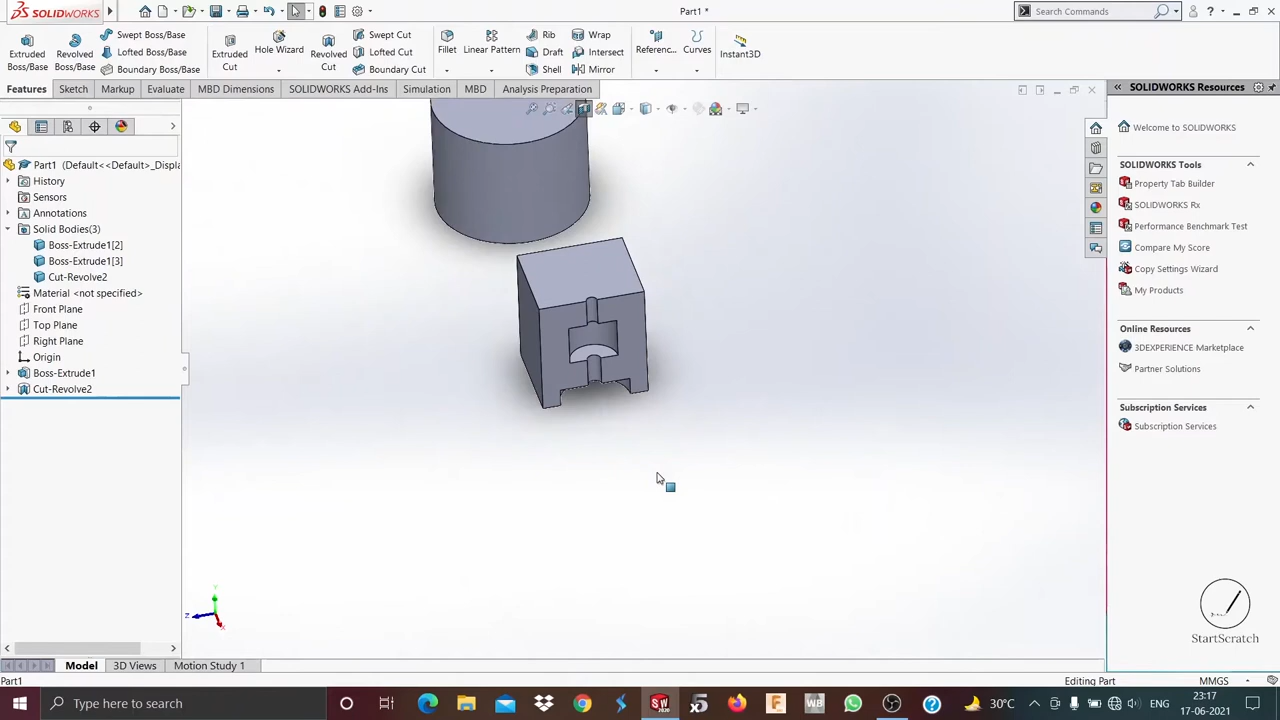 SOLIDWORKS
Part1 *
Search Commands
Extruded Boss/Base
Revolved Boss/Base
Swept Boss/Base
Lofted Boss/Base
Boundary Boss/Base
Extruded Cut
Hole Wizard
Revolved Cut
Swept Cut
Lofted Cut
Boundary Cut
Fillet
Linear Pattern
Rib
Draft
Shell
Wrap
Intersect
Mirror
Referenc...
Curves
Instant3D
Features Sketch Markup Evaluate MBD Dimensions SOLIDWORKS Add-Ins Simulation MBD Analysis Preparation
SOLIDWORKS Resources
Part1 (Default<<Default>_Displa
History
Sensors
Annotations
Solid Bodies(3)
Boss-Extrude1[2]
Boss-Extrude1[3]
Cut-Revolve2
Material <not specified>
Front Plane
Top Plane
Right Plane
Origin
Boss-Extrude1
Cut-Revolve2
Welcome to SOLIDWORKS
SOLIDWORKS Tools
Property Tab Builder
SOLIDWORKS Rx
Performance Benchmark Test
Compare My Score
Copy Settings Wizard
My Products
Online Resources
3DEXPERIENCE Marketplace
Partner Solutions
Subscription Services
Subscription Services
StartScratch
Y
Z
X
Model 3D Views Motion Study 1
Part1
Editing Part
MMGS
Type here to search
SW
2020
x5
F
WB
30°C
ENG
23:17
17-06-2021